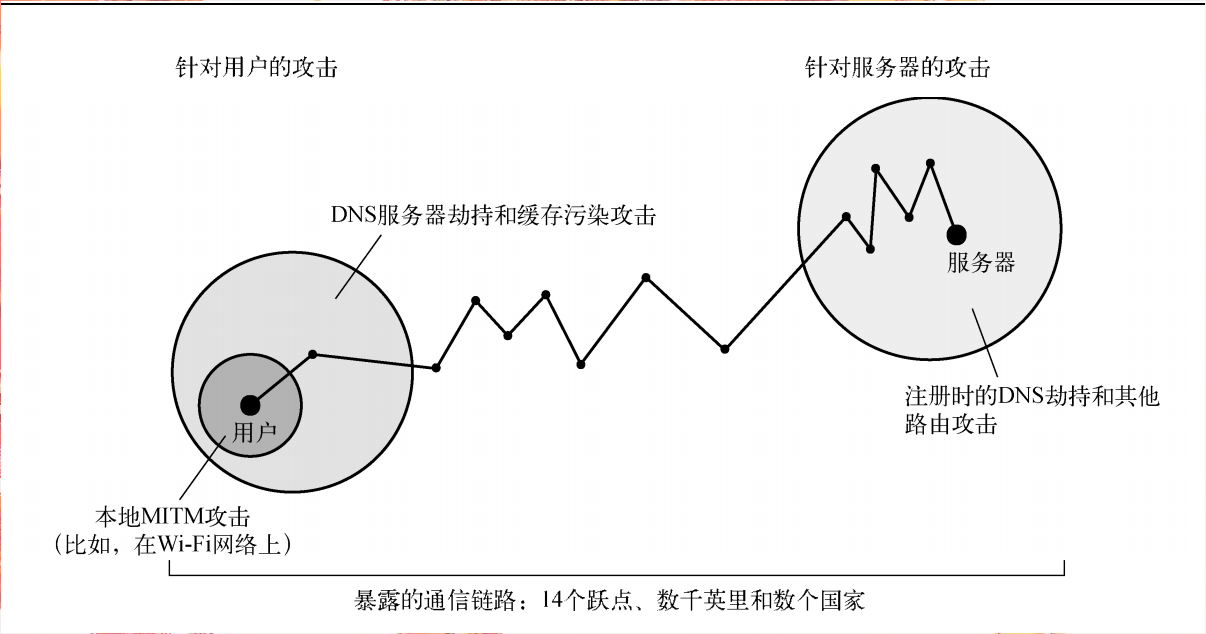 针对用户的攻击
针对服务器的攻击
DNS服务器劫持和缓存污染攻击
服务器
用户
注册时的DNS劫持和其他
路由攻击
本地MITM攻击
（比如，在Wi-Fi网络上）
暴露的通信链路：14个跃点、数千英里和数个国家